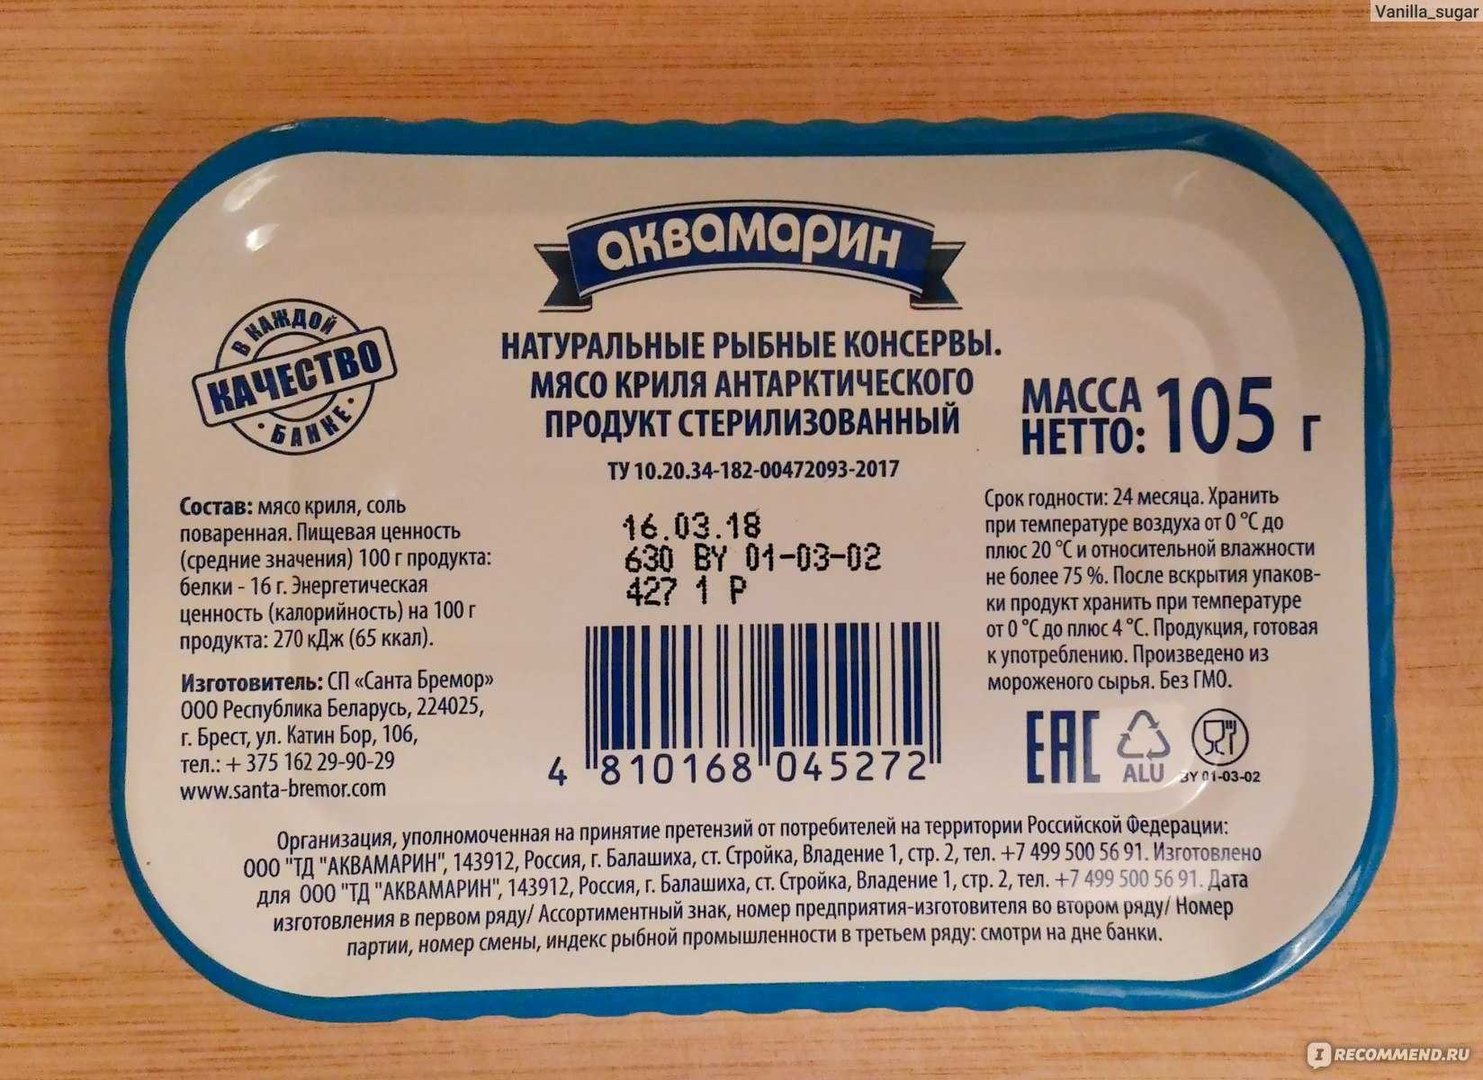 Vanilla_sugar
аквамарин
В КАЖДОЙ
КАЧЕСТВО
• БАНКЕ •
НАТУРАЛЬНЫЕ РЫБНЫЕ КОНСЕРВЫ.
МЯСО КРИЛЯ АНТАРКТИЧЕСКОГО
ПРОДУКТ СТЕРИЛИЗОВАННЫЙ
ТУ 10.20.34-182-00472093-2017
МАССА
НЕТТО: 105 г
Состав: мясо криля, соль
поваренная. Пищевая ценность
(средние значения) 100 г продукта:
белки - 16 г. Энергетическая
ценность (калорийность) на 100 г
продукта: 270 кДж (65 ккал).
Изготовитель: СП «Санта Бремор»
ООО Республика Беларусь, 224025,
г. Брест, ул. Катин Бор, 106,
тел.: + 375 162 29-90-29
www.santa-bremor.com
16.03.18
630 BY 01-03-02
427 1 Р
4 810168 045272
Срок годности: 24 месяца. Хранить
при температуре воздуха от 0 °С до
плюс 20 °С и относительной влажности
не более 75 %. После вскрытия упаков-
ки продукт хранить при температуре
от 0 °С до плюс 4 °С. Продукция, готовая
к употреблению. Произведено из
мороженого сырья. Без ГМО.
EAC
ALU
BY 01-03-02
Организация, уполномоченная на принятие претензий от потребителей на территории Российской Федерации:
ООО "ТД "АКВАМАРИН", 143912, Россия, г. Балашиха, ст. Стройка, Владение 1, стр. 2, тел. +7 499 500 56 91. Изготовлено
для ООО "ТД "АКВАМАРИН", 143912, Россия, г. Балашиха, ст. Стройка, Владение 1, стр. 2, тел. +7 499 500 56 91. Дата
изготовления в первом ряду/ Ассортиментный знак, номер предприятия-изготовителя во втором ряду/ Номер
партии, номер смены, индекс рыбной промышленности в третьем ряду: смотри на дне банки.
IRECOMMEND.RU